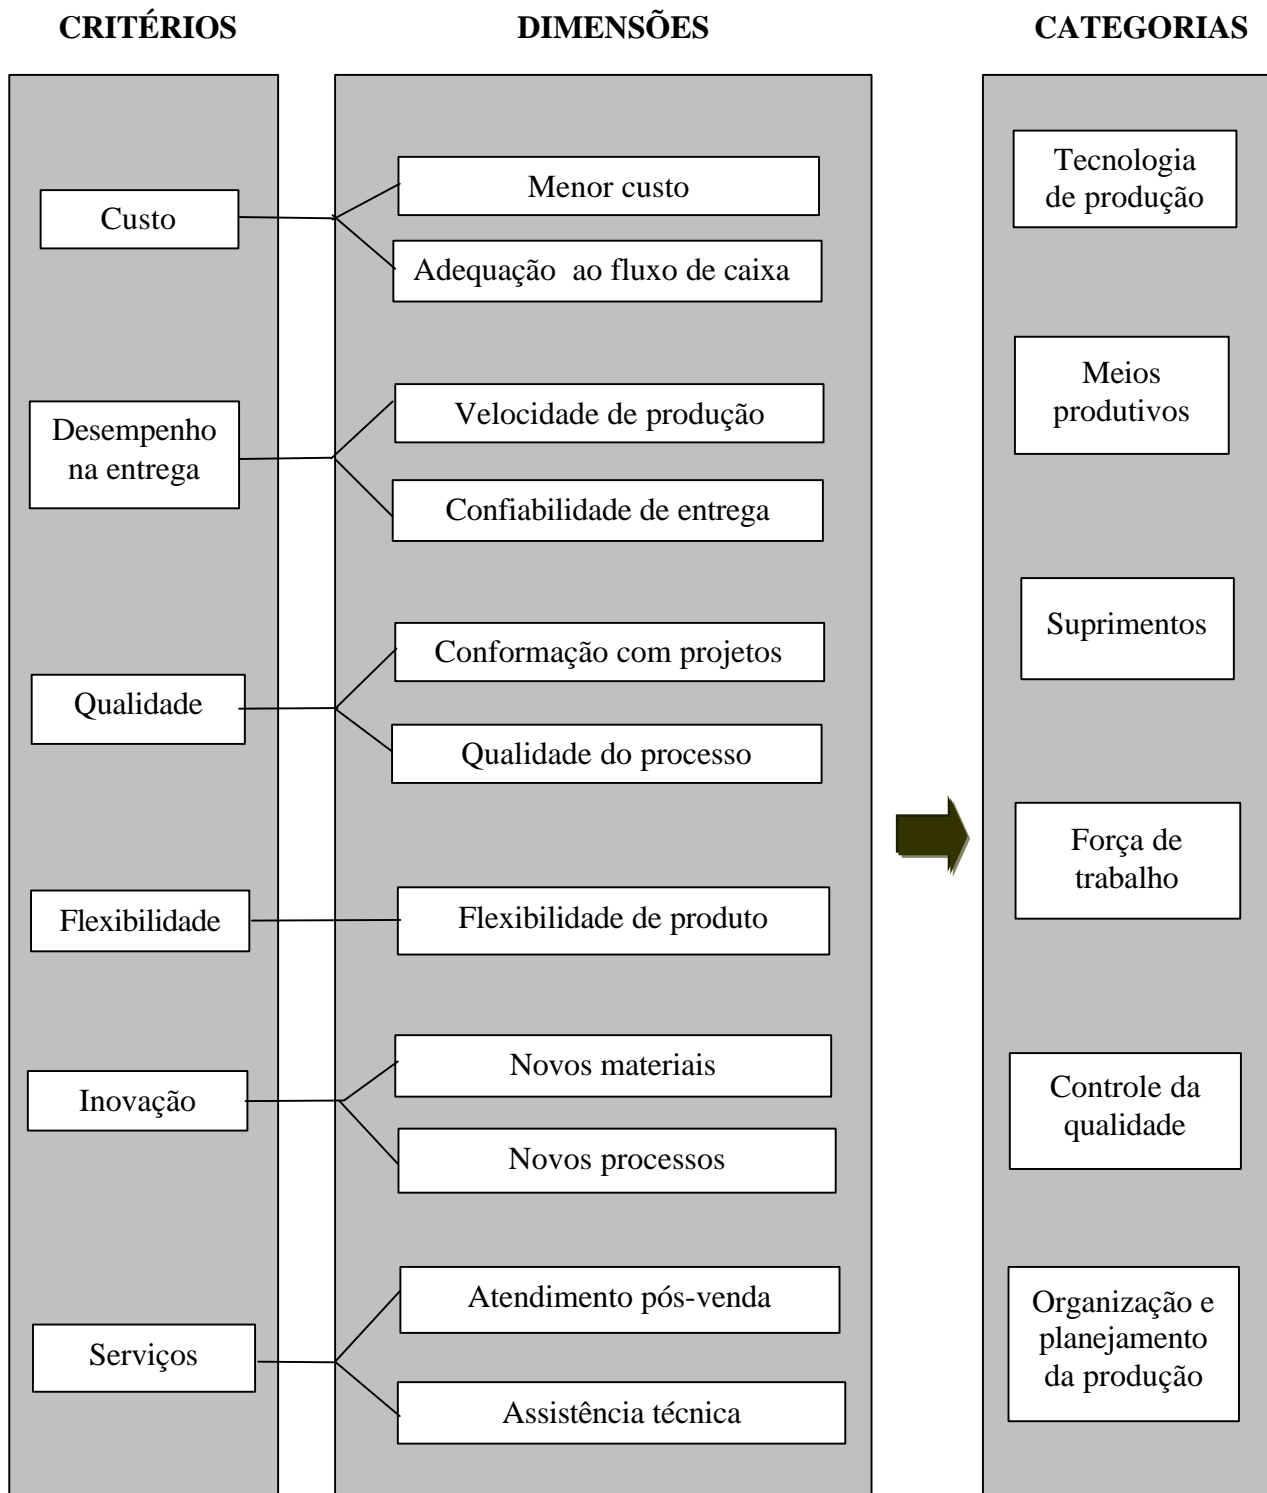 CRITÉRIOS
DIMENSÕES
CATEGORIAS
Custo
Menor custo
Adequação ao fluxo de caixa
Desempenho
na entrega
Velocidade de produção
Confiabilidade de entrega
Qualidade
Conformação com projetos
Qualidade do processo
Flexibilidade
Flexibilidade de produto
Inovação
Novos materiais
Novos processos
Serviços
Atendimento pós-venda
Assistência técnica
Tecnologia
de produção
Meios
produtivos
Suprimentos
Força de
trabalho
Controle da
qualidade
Organização e
planejamento
da produção